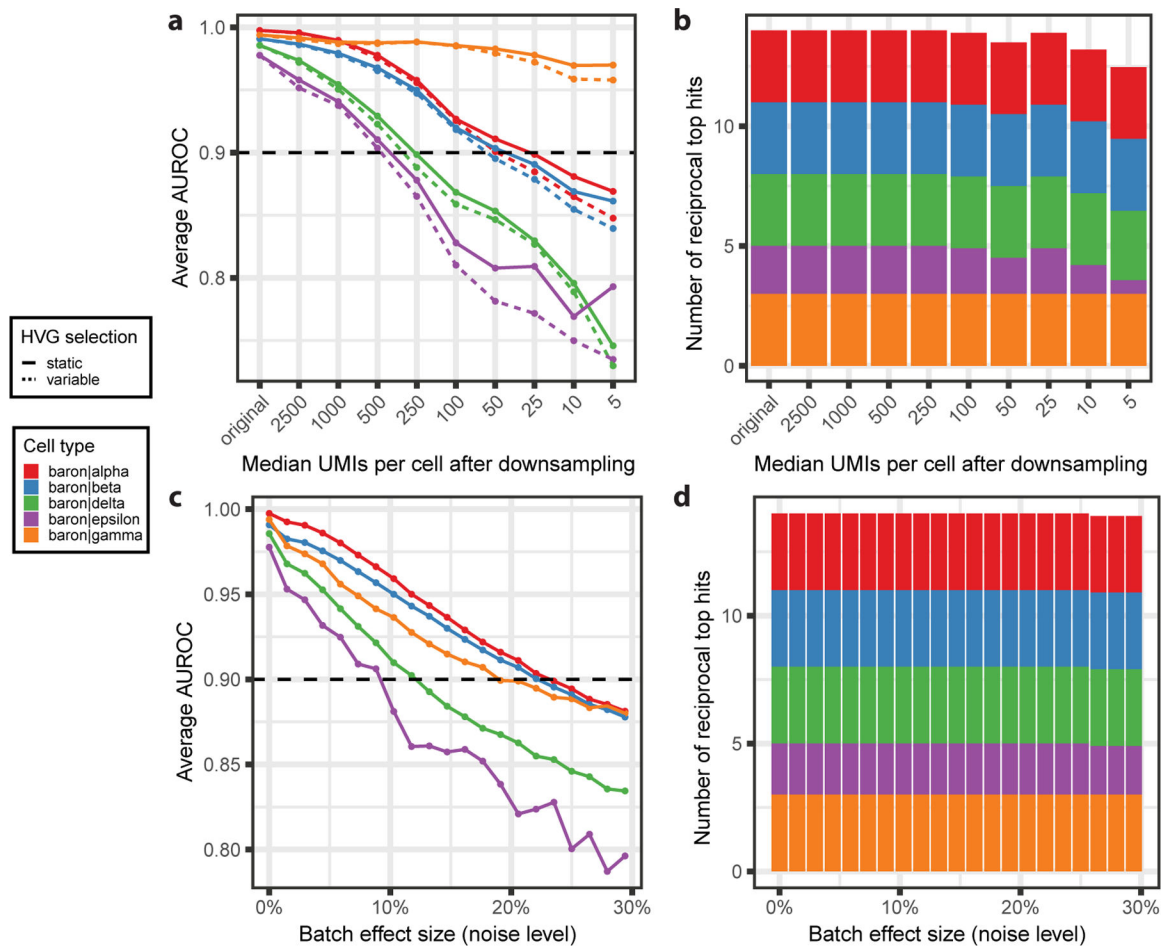 a
Average AUROC
1.0
0.9
0.8
original
2500
1000
500
250
100
50
25
10
5
Median UMIs per cell after downsampling
b
Number of reciprocal top hits
10
5
0
original
2500
1000
500
250
100
50
25
10
5
Median UMIs per cell after downsampling
HVG selection
static
variable
Cell type
baron|alpha
baron|beta
baron|delta
baron|epsilon
baron|gamma
c
Average AUROC
1.00
0.95
0.90
0.85
0.80
0%
10%
20%
30%
Batch effect size (noise level)
d
Number of reciprocal top hits
10
5
0
0%
10%
20%
30%
Batch effect size (noise level)